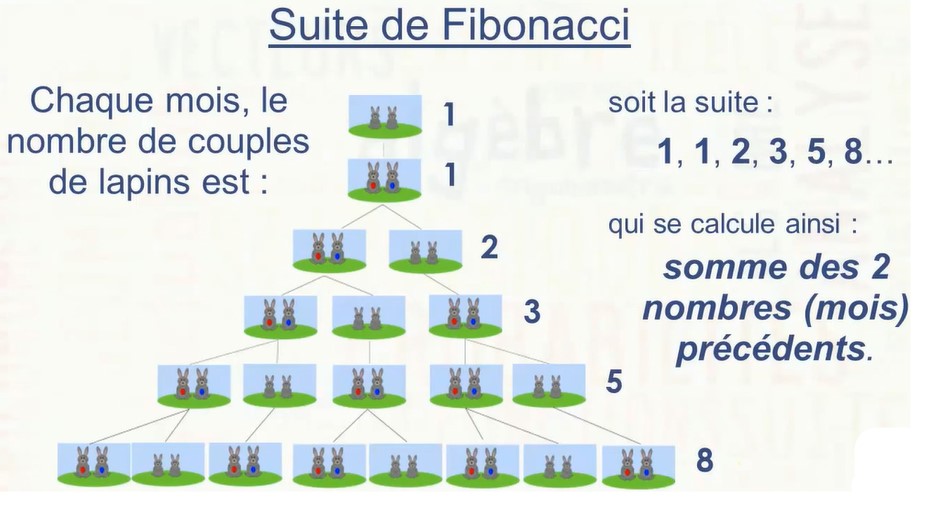 Suite de Fibonacci
Chaque mois, le
nombre de couples
de lapins est :
1
1
2
3
5
8
soit la suite :
1, 1, 2, 3, 5, 8...
qui se calcule ainsi :
somme des 2
nombres (mois)
précédents.